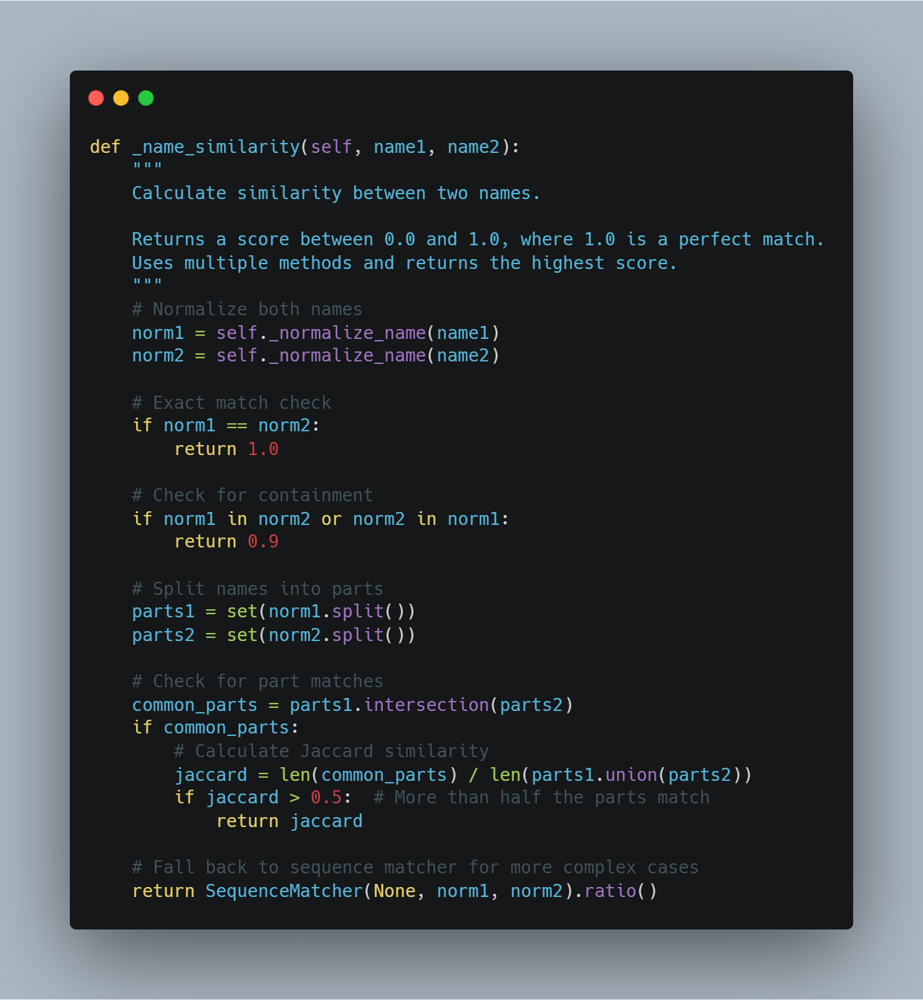 def _name_similarity(self, name1, name2):
    """
    Calculate similarity between two names.

    Returns a score between 0.0 and 1.0, where 1.0 is a perfect match.
    Uses multiple methods and returns the highest score.
    """
    # Normalize both names
    norm1 = self._normalize_name(name1)
    norm2 = self._normalize_name(name2)

    # Exact match check
    if norm1 == norm2:
        return 1.0

    # Check for containment
    if norm1 in norm2 or norm2 in norm1:
        return 0.9

    # Split names into parts
    parts1 = set(norm1.split())
    parts2 = set(norm2.split())

    # Check for part matches
    common_parts = parts1.intersection(parts2)
    if common_parts:
        # Calculate Jaccard similarity
        jaccard = len(common_parts) / len(parts1.union(parts2))
        if jaccard > 0.5:  # More than half the parts match
            return jaccard

    # Fall back to sequence matcher for more complex cases
    return SequenceMatcher(None, norm1, norm2).ratio()